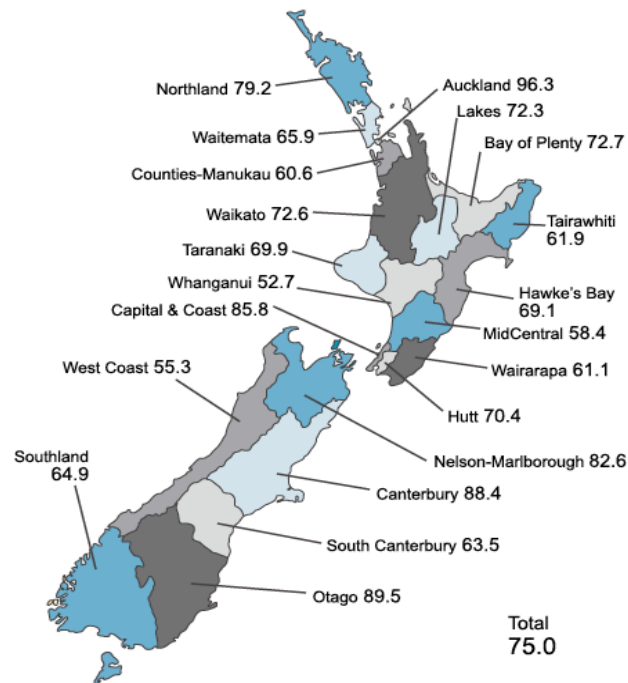 Northland 79.2
Auckland 96.3
Lakes 72.3
Waitemata 65.9
Bay of Plenty 72.7
Counties-Manukau 60.6
Waikato 72.6
Tairawhiti
61.9
Taranaki 69.9
Whanganui 52.7
Hawke's Bay
69.1
Capital & Coast 85.8
MidCentral 58.4
West Coast 55.3
Wairarapa 61.1
Hutt 70.4
Southland
64.9
Nelson-Marlborough 82.6
Canterbury 88.4
South Canterbury 63.5
Otago 89.5
Total
75.0